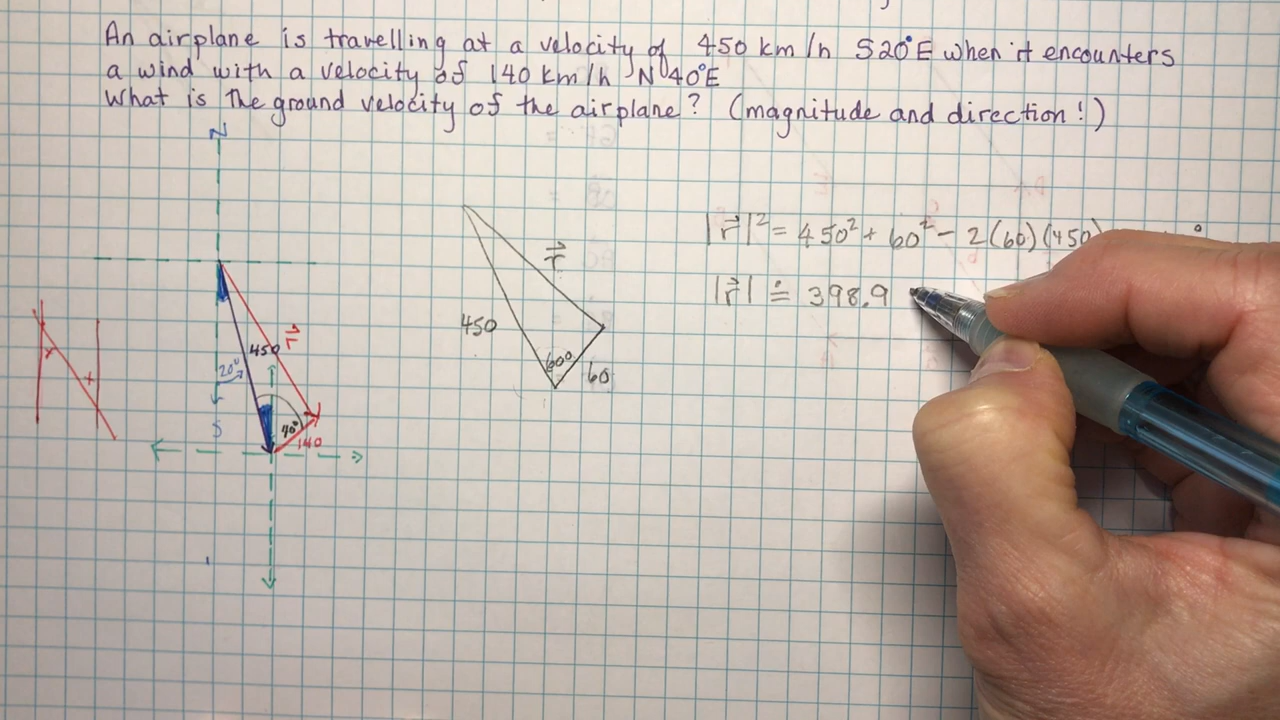 An airplane is travelling at a velocity of 450 km/h S20°E when it encounters
a wind with a velocity of 140 km/h N40°E
What is the ground velocity of the airplane? (magnitude and direction!)
N
|r⃗|² = 450² + 60² - 2(60)(450)
|r⃗| ≐ 398.9
r⃗
450
60°
60
r⃗
450
20°
S
40°
140